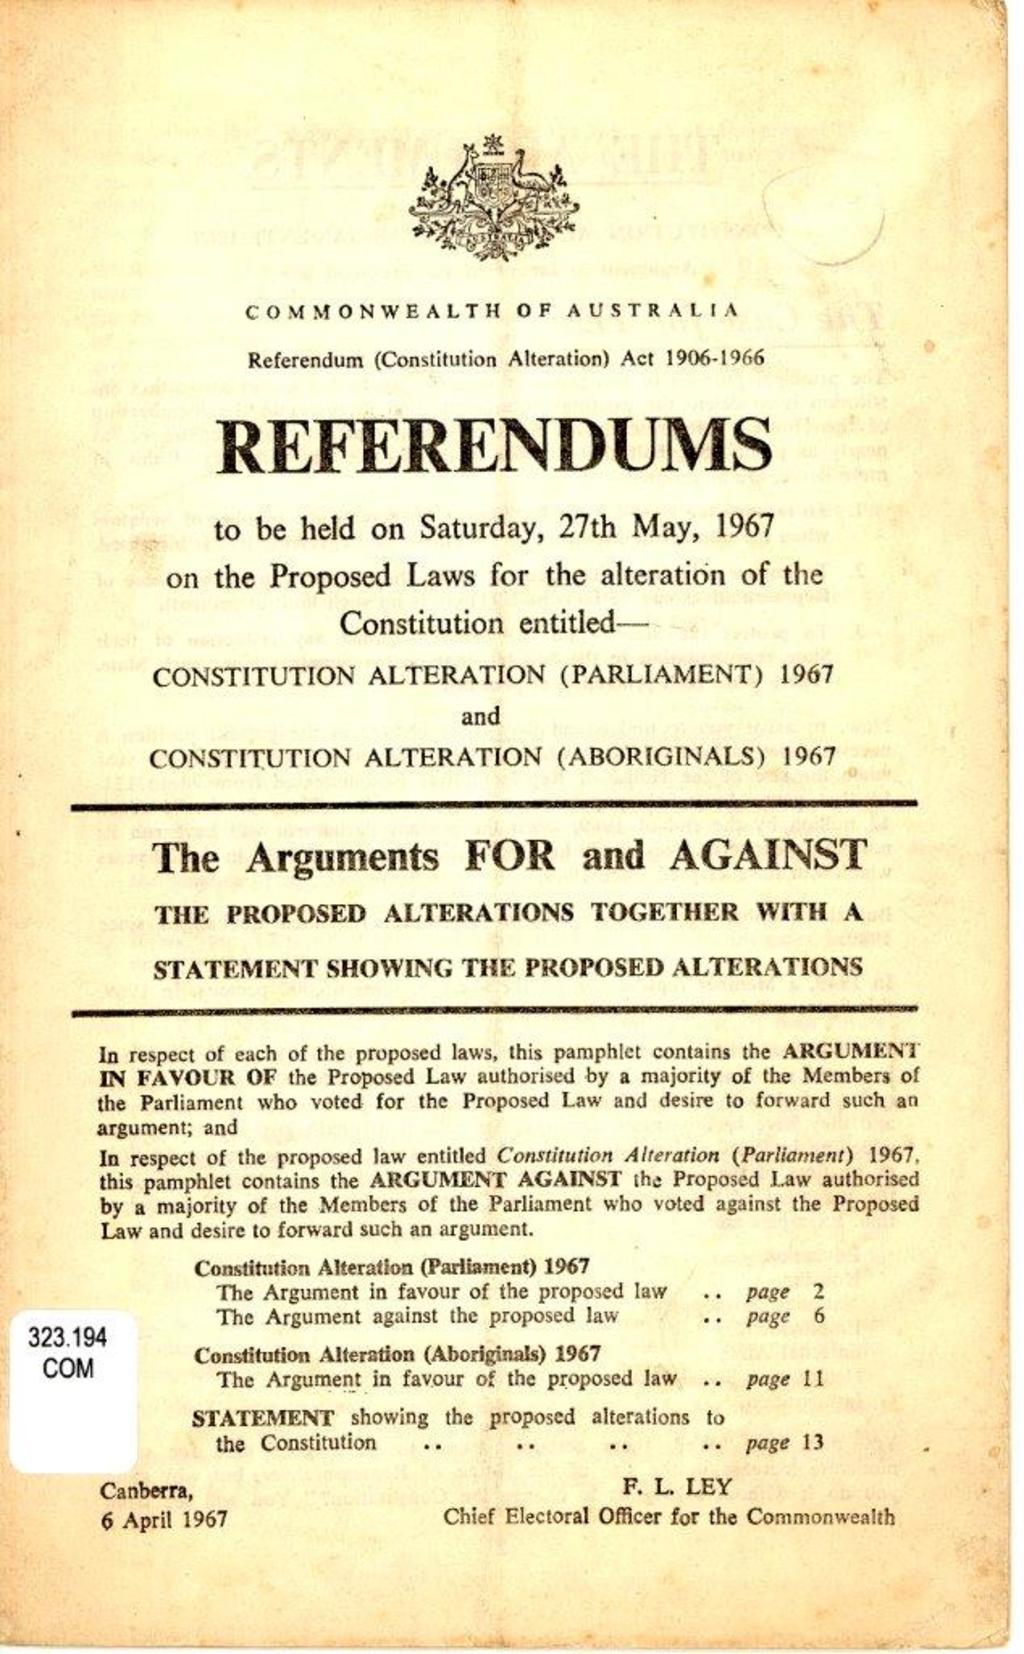 COMMONWEALTH OF AUSTRALIA
Referendum (Constitution Alteration) Act 1906-1966
REFERENDUMS
to be held on Saturday, 27th May, 1967
on the Proposed Laws for the alteration of the
Constitution entitled—
CONSTITUTION ALTERATION (PARLIAMENT) 1967
and
CONSTITUTION ALTERATION (ABORIGINALS) 1967
The Arguments FOR and AGAINST
THE PROPOSED ALTERATIONS TOGETHER WITH A
STATEMENT SHOWING THE PROPOSED ALTERATIONS
In respect of each of the proposed laws, this pamphlet contains the ARGUMENT
IN FAVOUR OF the Proposed Law authorised by a majority of the Members of
the Parliament who voted for the Proposed Law and desire to forward such an
argument; and
In respect of the proposed law entitled Constitution Alteration (Parliament) 1967,
this pamphlet contains the ARGUMENT AGAINST the Proposed Law authorised
by a majority of the Members of the Parliament who voted against the Proposed
Law and desire to forward such an argument.
Constitution Alteration (Parliament) 1967
The Argument in favour of the proposed law .. page 2
The Argument against the proposed law .. page 6
Constitution Alteration (Aboriginals) 1967
The Argument in favour of the proposed law .. page 11
STATEMENT showing the proposed alterations to
the Constitution .. .. .. .. page 13
323.194
COM
Canberra,
6 April 1967
F. L. LEY
Chief Electoral Officer for the Commonwealth